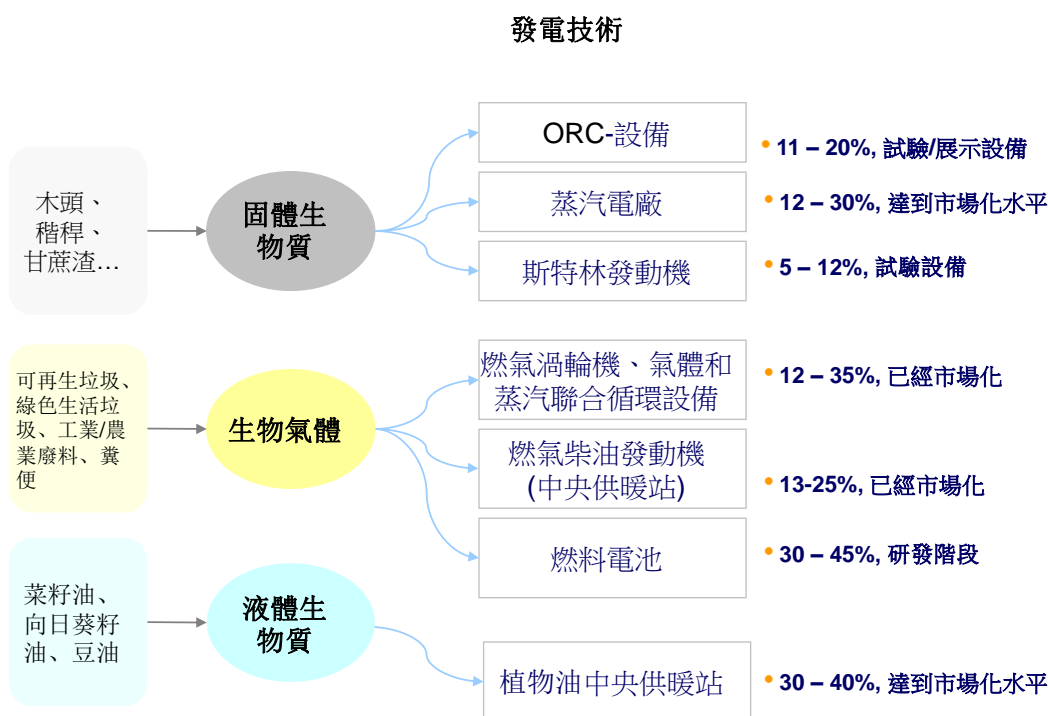 發電技術
木頭、
稭稈、
甘蔗渣…
固體生
物質
ORC-設備
• 11 – 20%, 試驗/展示設備
蒸汽電廠
• 12 – 30%, 達到市場化水平
斯特林發動機
• 5 – 12%, 試驗設備
可再生垃圾、
綠色生活垃
圾、工業/農
業廢料、糞
便
生物氣體
燃氣渦輪機、氣體和
蒸汽聯合循環設備
• 12 – 35%, 已經市場化
燃氣柴油發動機
(中央供暖站)
• 13-25%, 已經市場化
燃料電池
• 30 – 45%, 研發階段
菜籽油、
向日葵籽
油、豆油
液體生
物質
植物油中央供暖站
• 30 – 40%, 達到市場化水平